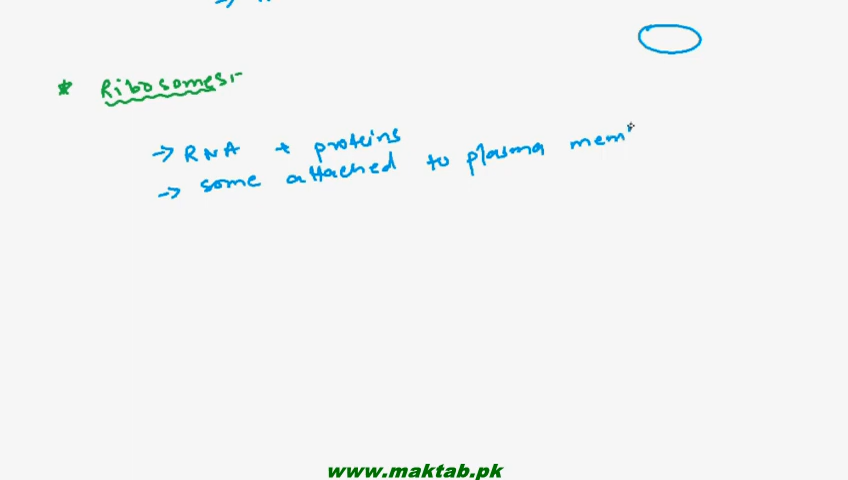 * Ribosomes:-
→ RNA + proteins
→ some attached to plasma mem
www.maktab.pk